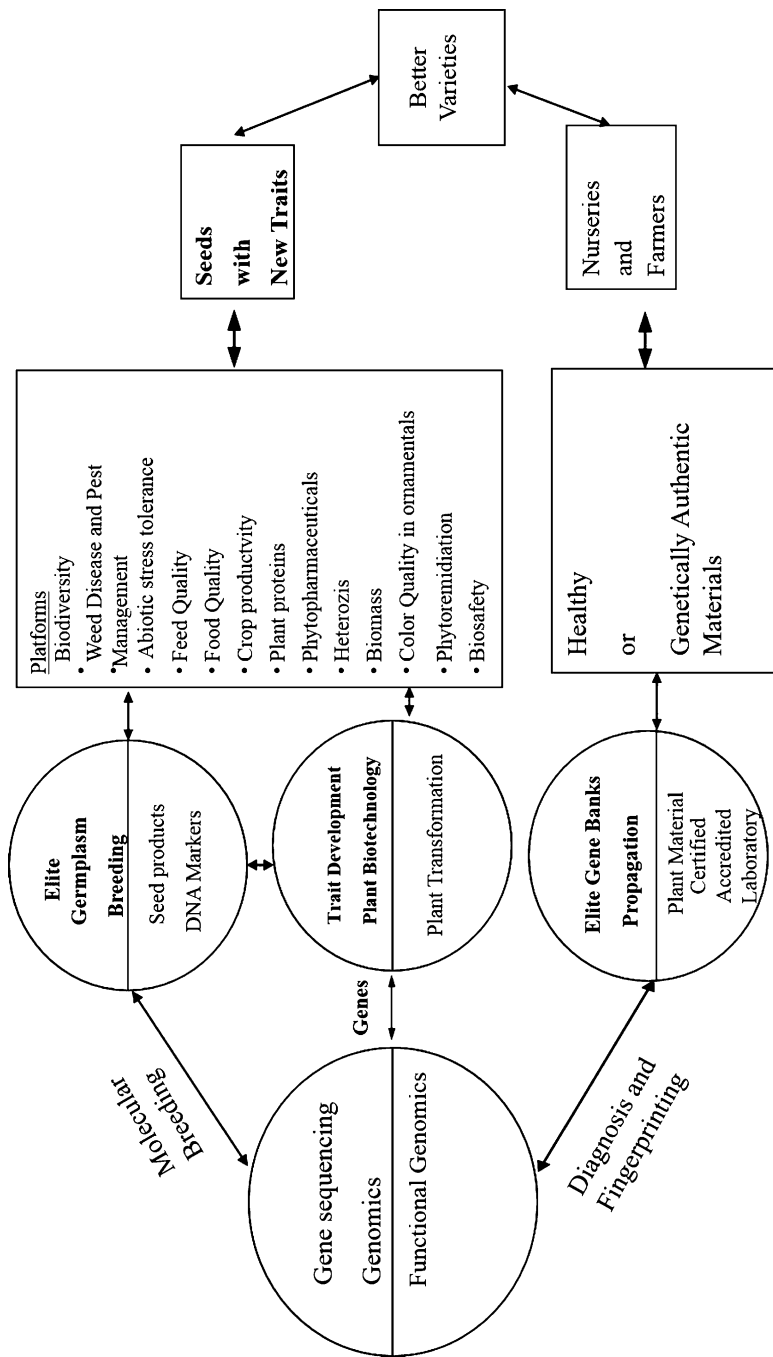 Gene sequencing
Genomics
Functional Genomics
Molecular
Breeding
Genes
Diagnosis and
Fingerprinting
Elite
Germplasm
Breeding
Seed products
DNA Markers
Trait Development
Plant Biotechnology
Plant Transformation
Elite Gene Banks
Propagation
Plant Material
Certified
Accredited
Laboratory
Platforms
Biodiversity
• Weed Disease and Pest
•Management
• Abiotic stress tolerance
• Feed Quality
• Food Quality
• Crop productvity
• Plant proteins
• Phytopharmaceuticals
• Heterozis
• Biomass
• Color Quality in ornamentals
• Phytoremidiation
• Biosafety
Healthy
or
Genetically Authentic
Materials
Seeds
with
New Traits
Nurseries
and
Farmers
Better
Varieties